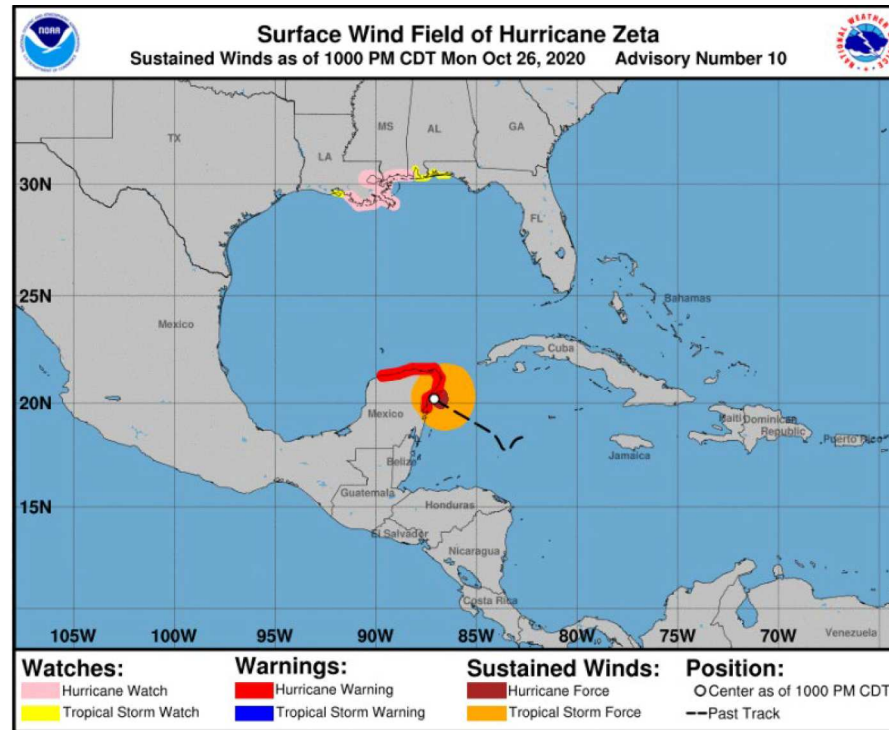 Surface Wind Field of Hurricane Zeta
Sustained Winds as of 1000 PM CDT Mon Oct 26, 2020 Advisory Number 10
NOAA
NATIONAL WEATHER SERVICE
TX
MS
AL
GA
LA
30N
FL
25N
Bahamas
Mexico
Cuba
20N
Mexico
Haiti
Dominican
Republic
Puerto Rico
Jamaica
Belize
Guatemala
Honduras
15N
El Salvador
Nicaragua
Costa Rica
105W
100W
95W
90W
85W
80W
75W
70W
Venezuela
Watches:
Hurricane Watch
Tropical Storm Watch
Warnings:
Hurricane Warning
Tropical Storm Warning
Sustained Winds:
Hurricane Force
Tropical Storm Force
Position:
Center as of 1000 PM CDT
Past Track